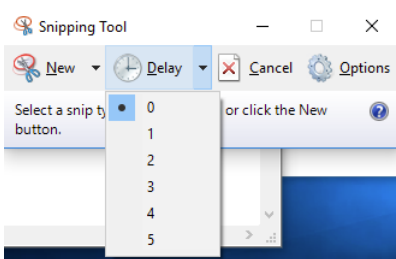 Snipping Tool
New Delay Cancel Options
Select a snip ty or click the New
button.
0
1
2
3
4
5